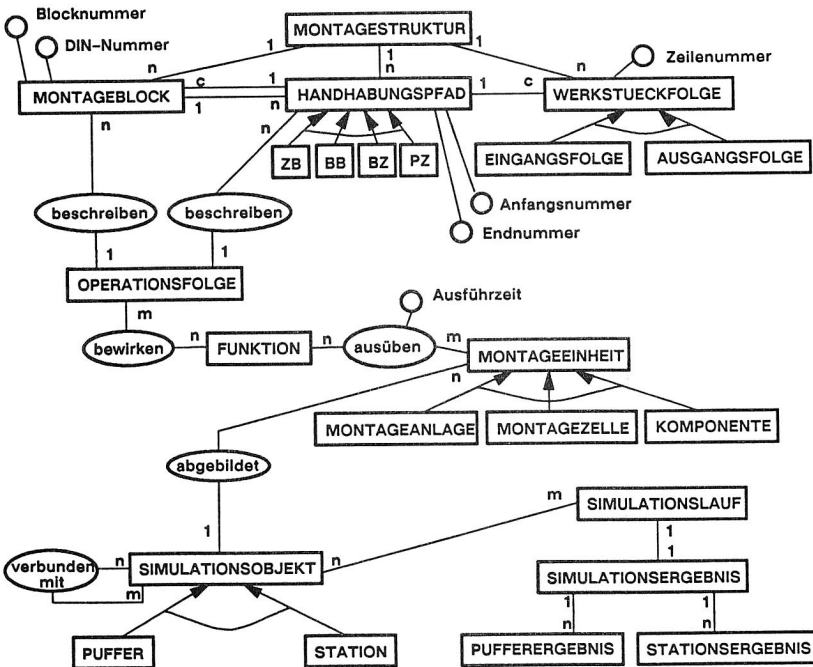 Blocknummer
DIN-Nummer
MONTAGESTRUKTUR
1 1 1
Zeilennummer
n n n
MONTAGEBLOCK
c 1
1 n
HANDHABUNGSPFAD
1 c
WERKSTUECKFOLGE
n n
ZB BB BZ PZ
EINGANGSFOLGE AUSGANGSFOLGE
beschreiben beschreiben
Anfangsnummer
Endnummer
1 1
OPERATIONSFOLGE
m
Ausführzeit
bewirken n FUNKTION n ausüben m MONTAGEEINHEIT
n
MONTAGEANLAGE MONTAGEZELLE KOMPONENTE
abgebildet
1
m SIMULATIONSLAUF
1
1
verbunden
mit
n
m
SIMULATIONSOBJEKT n
SIMULATIONSERGEBNIS
1 1
n n
PUFFER STATION PUFFERERGEBNIS STATIONSERGEBNIS